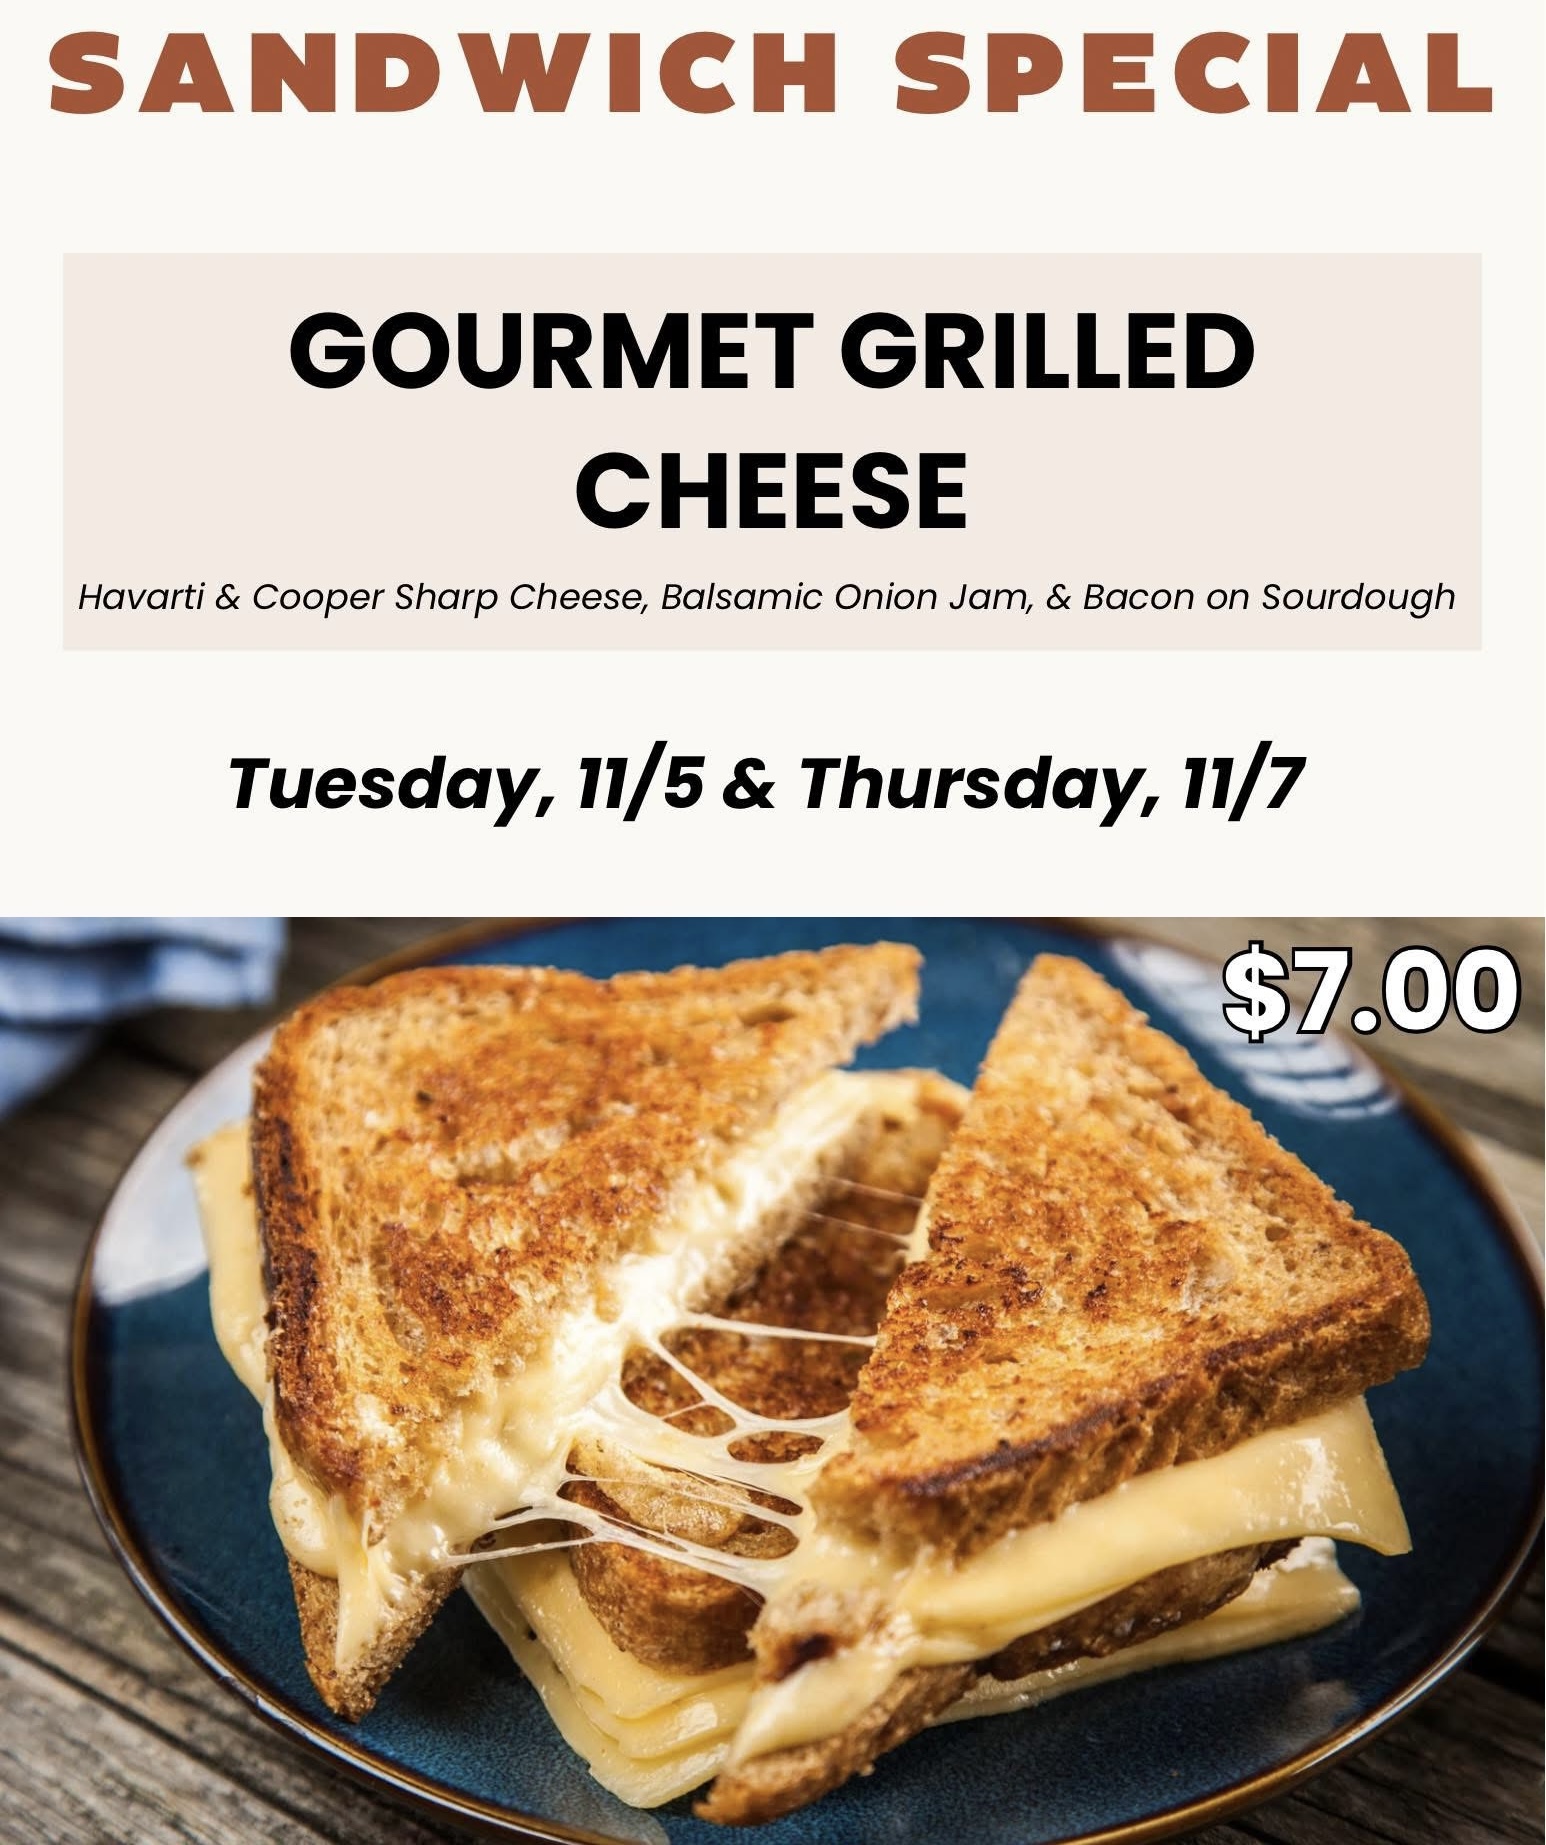 SANDWICH SPECIAL
GOURMET GRILLED
CHEESE
Havarti & Cooper Sharp Cheese, Balsamic Onion Jam, & Bacon on Sourdough
Tuesday, 11/5 & Thursday, 11/7
$7.00